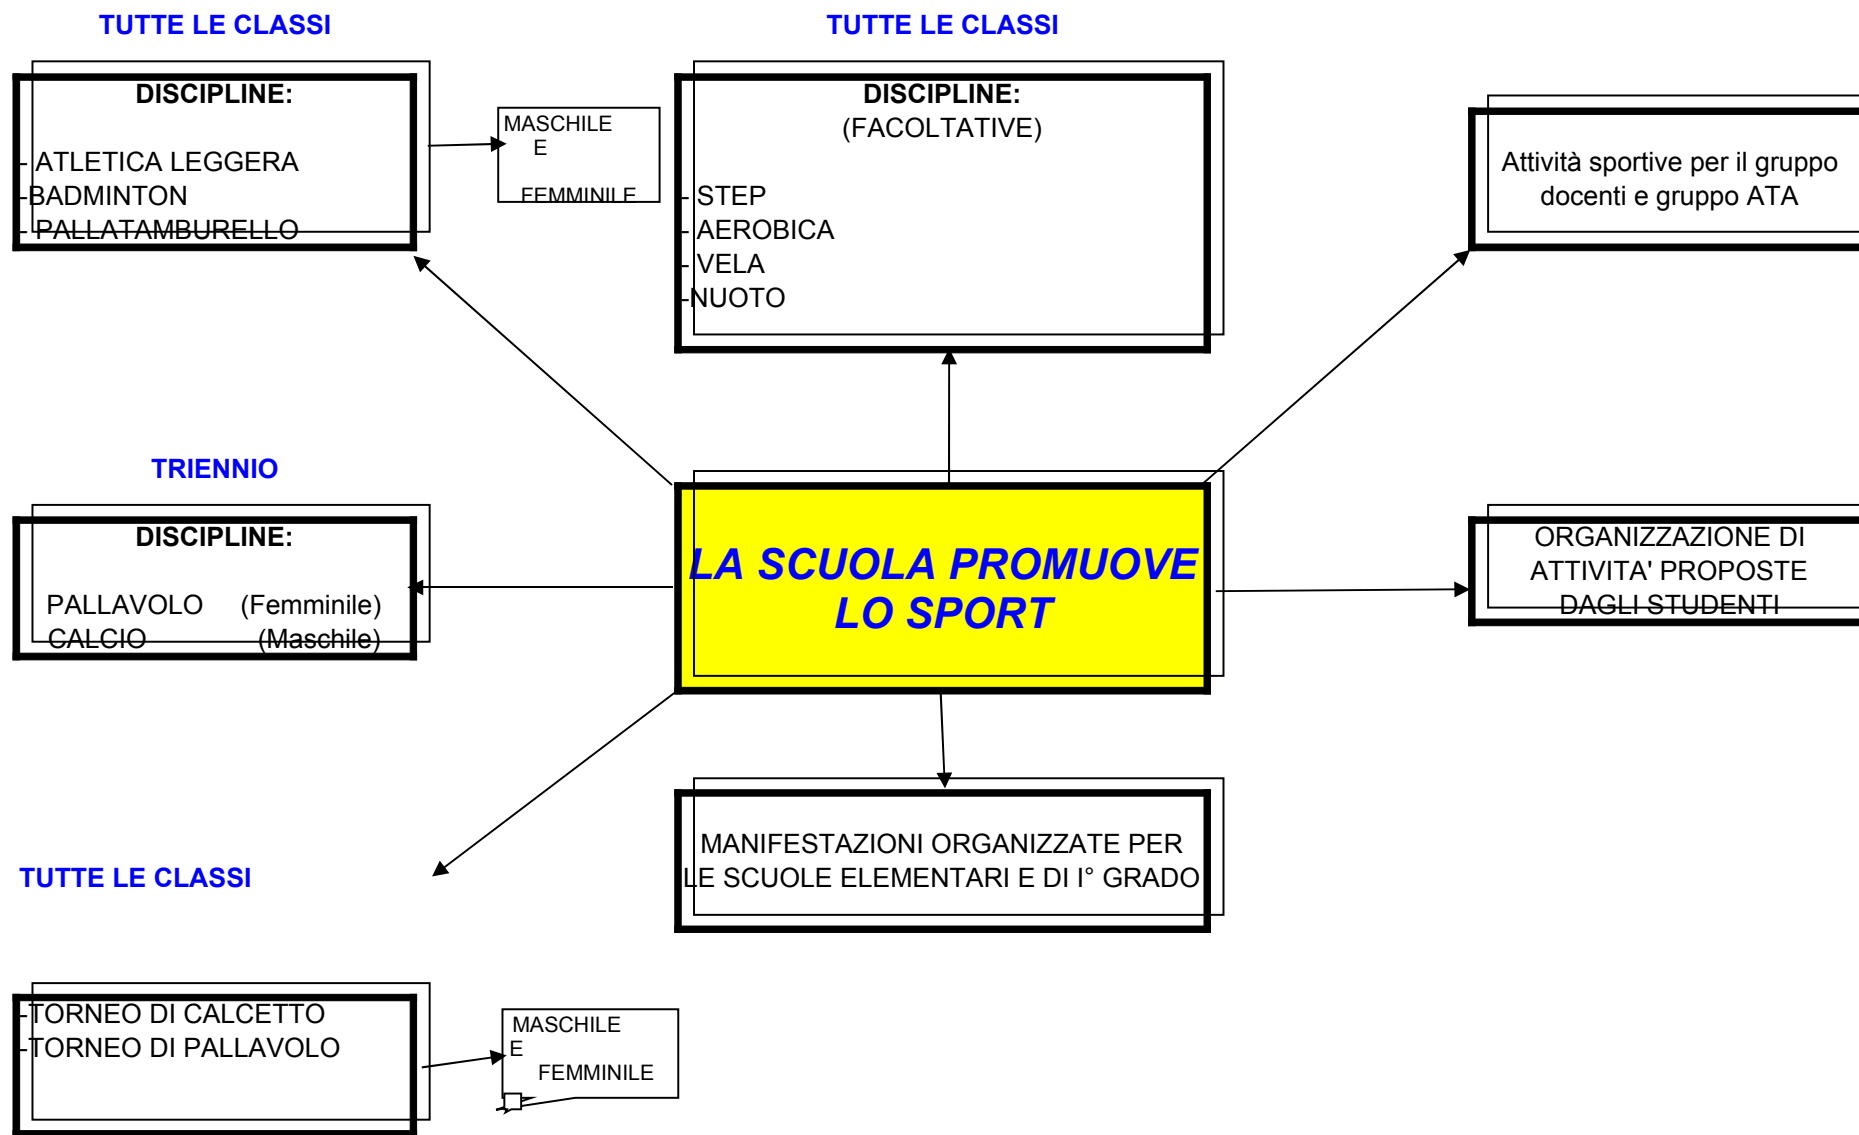 TUTTE LE CLASSI
DISCIPLINE:
- ATLETICA LEGGERA
-BADMINTON
- PALLATAMBURELLO
MASCHILE
E
FEMMINILE
TUTTE LE CLASSI
DISCIPLINE:
(FACOLTATIVE)
- STEP
- AEROBICA
- VELA
-NUOTO
Attività sportive per il gruppo
docenti e gruppo ATA
TRIENNIO
DISCIPLINE:
PALLAVOLO (Femminile)
CALCIO (Maschile)
LA SCUOLA PROMUOVE
LO SPORT
ORGANIZZAZIONE DI
ATTIVITA' PROPOSTE
DAGLI STUDENTI
MANIFESTAZIONI ORGANIZZATE PER
LE SCUOLE ELEMENTARI E DI I° GRADO
TUTTE LE CLASSI
-TORNEO DI CALCETTO
-TORNEO DI PALLAVOLO
MASCHILE
E
FEMMINILE